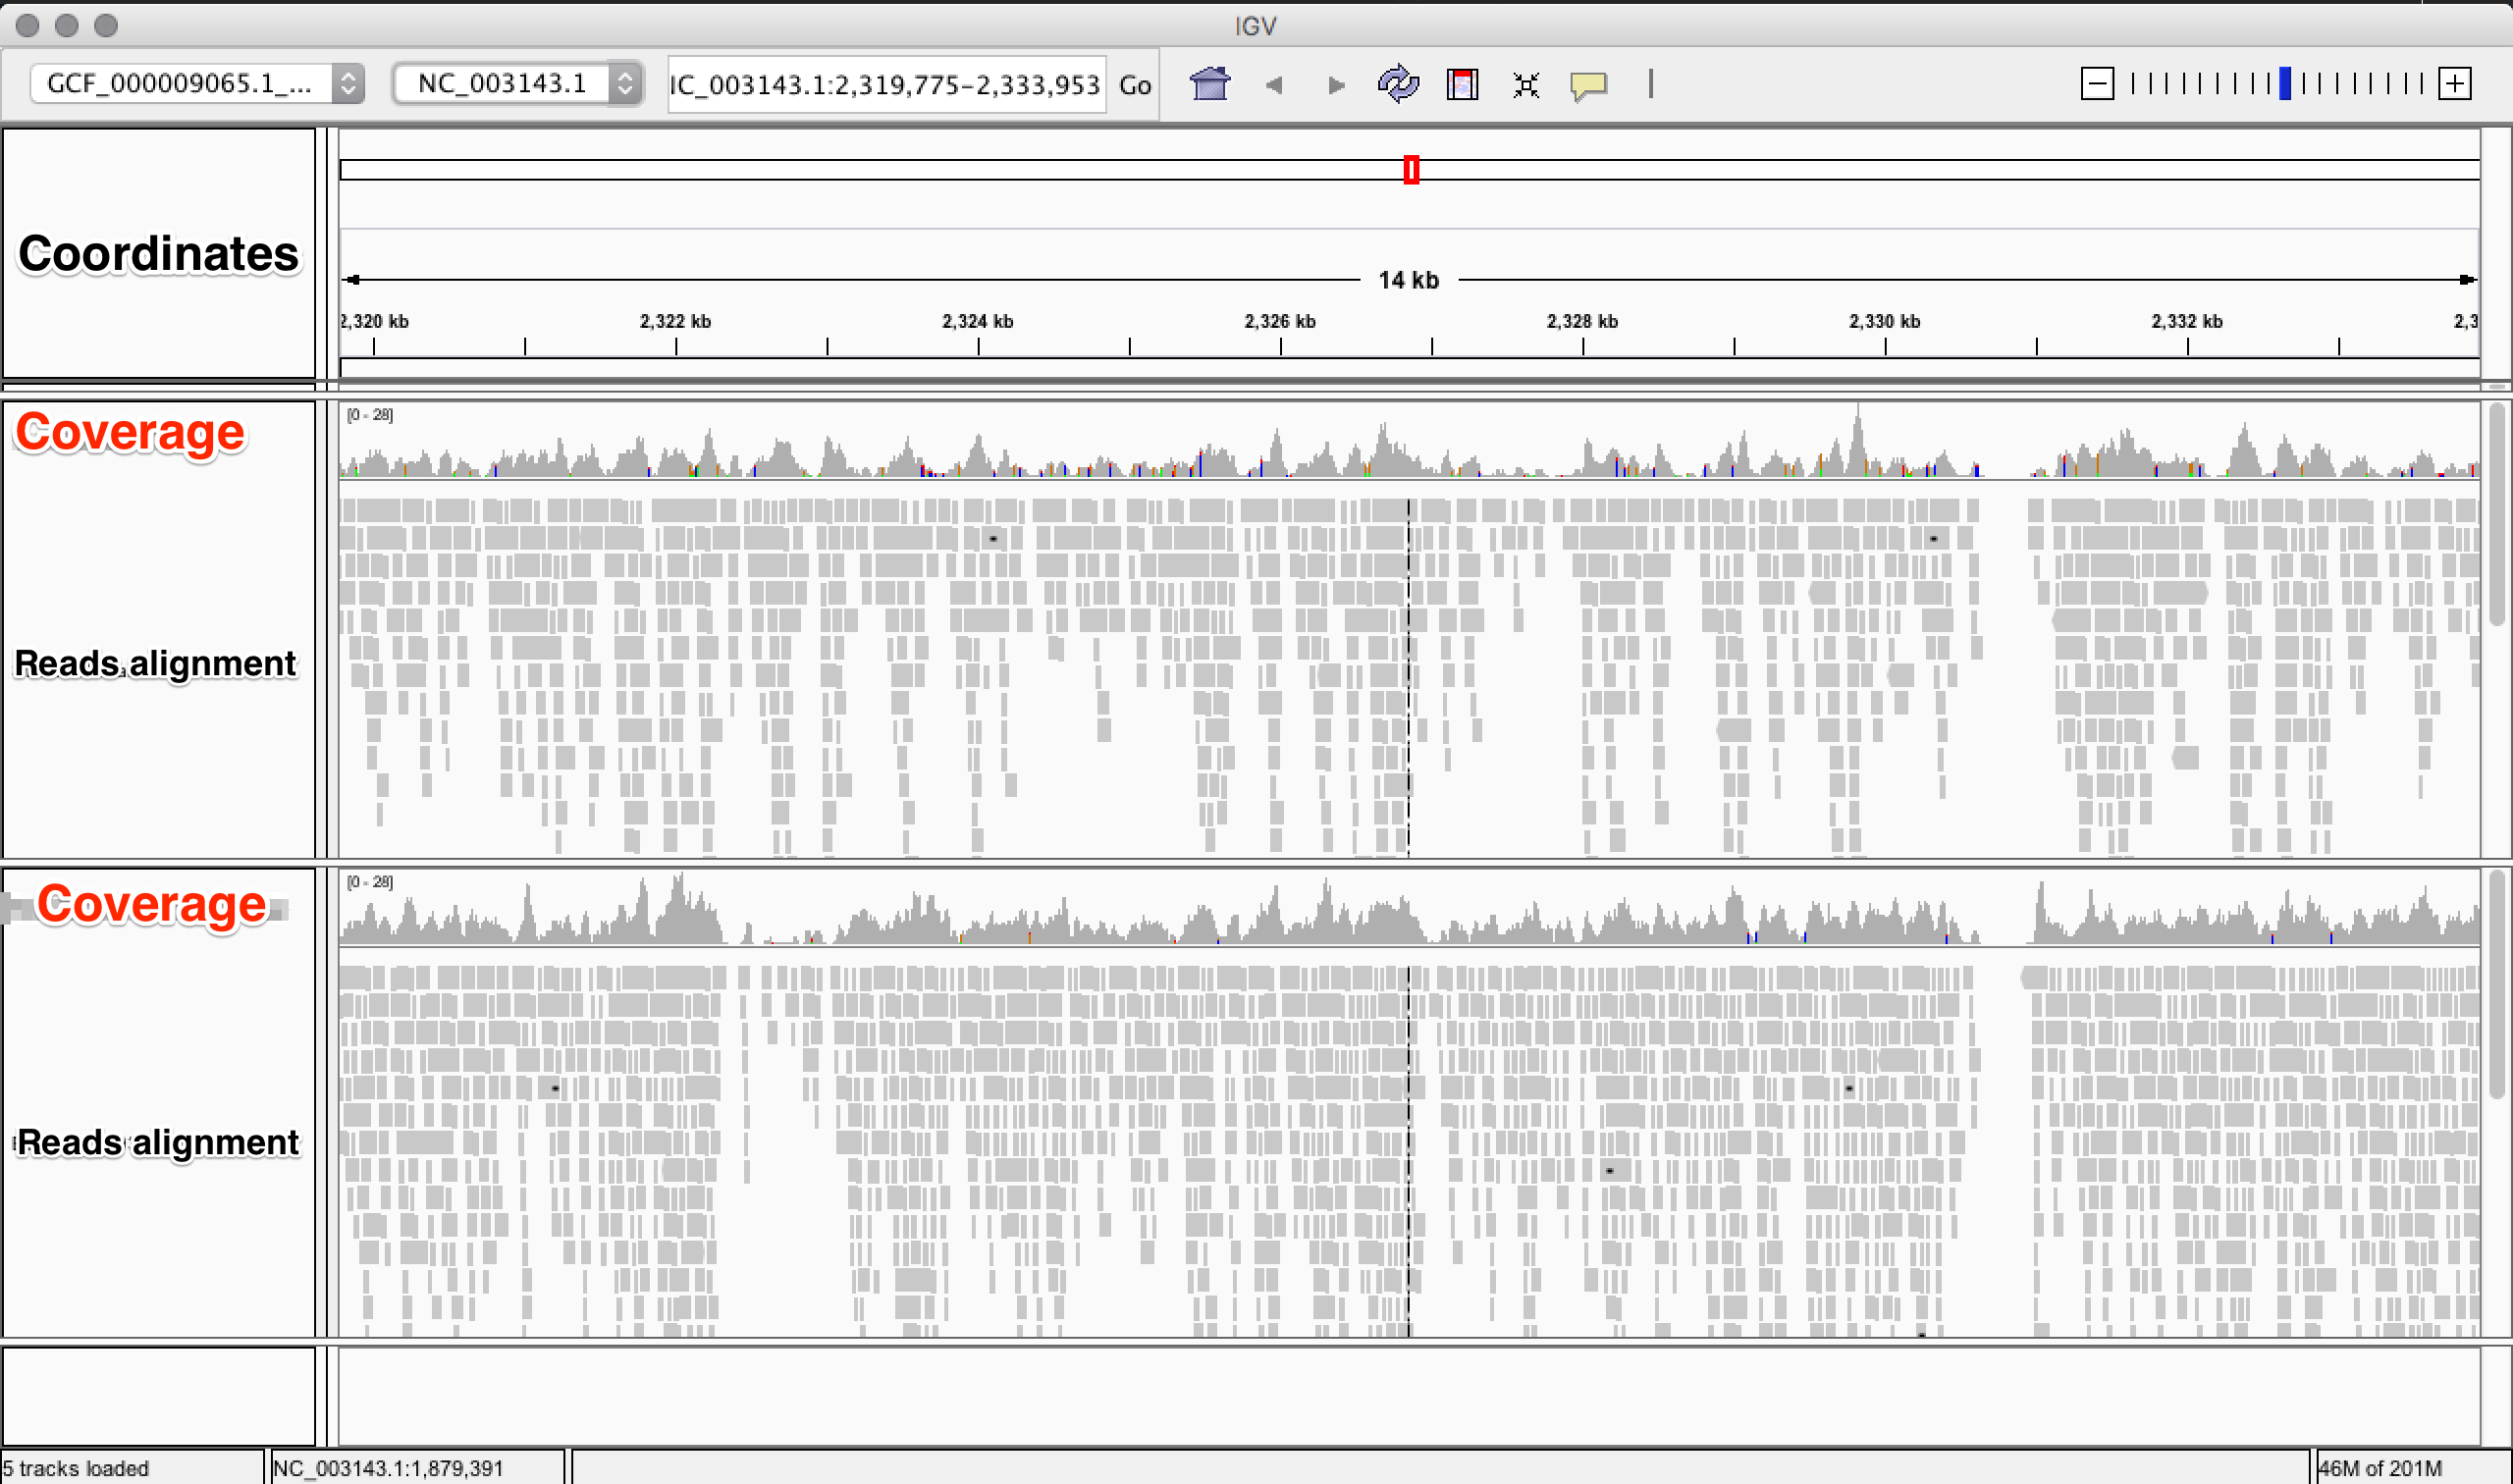 IGV
GCF_000009065.1_... NC_003143.1 IC_003143.1:2,319,775-2,333,953 Go
Coordinates
14 kb
2,320 kb 2,322 kb 2,324 kb 2,326 kb 2,328 kb 2,330 kb 2,332 kb 2,3
Coverage
[0 - 28]
Reads alignment
Coverage
[0 - 28]
Reads alignment
5 tracks loaded NC_003143.1:1,879,391 46M of 201M